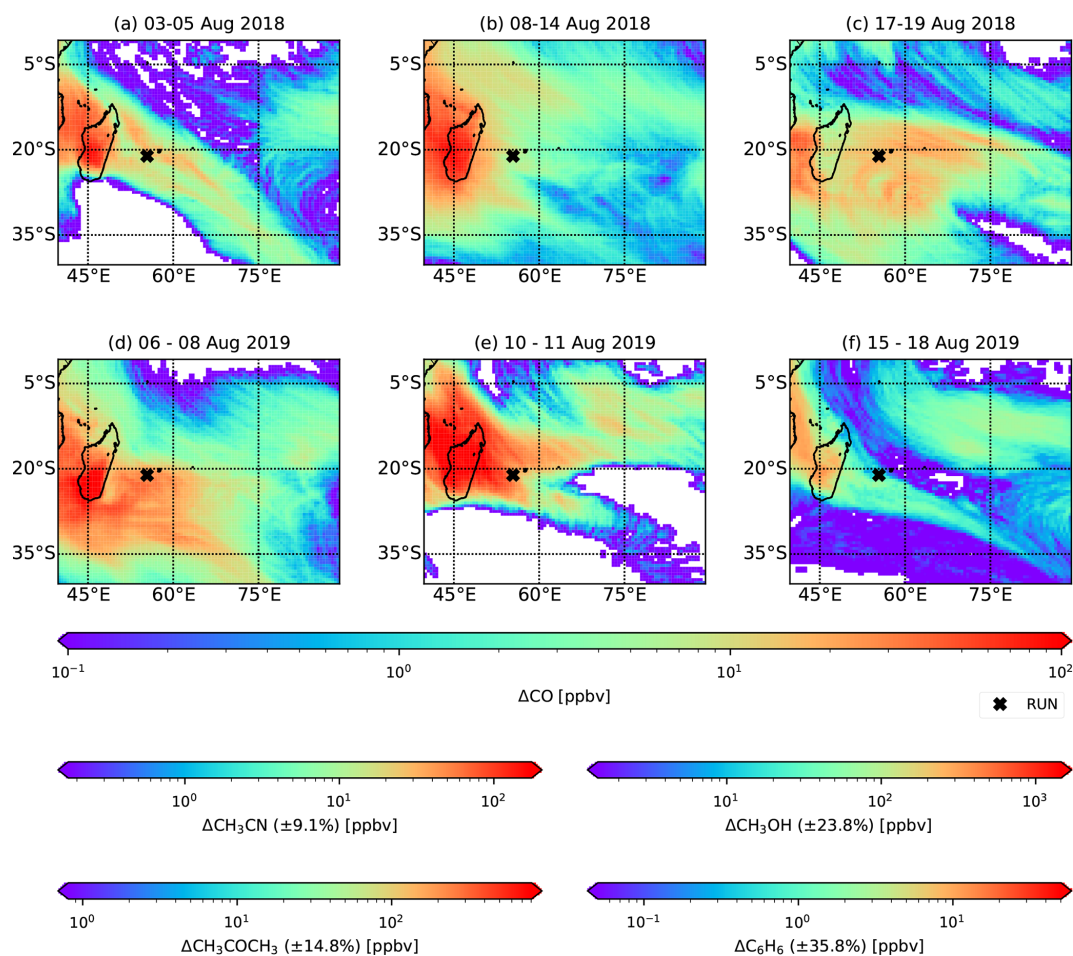 (a) 03-05 Aug 2018
(b) 08-14 Aug 2018
(c) 17-19 Aug 2018
5°S
20°S
35°S
45°E 60°E 75°E
5°S
20°S
35°S
45°E 60°E 75°E
5°S
20°S
35°S
45°E 60°E 75°E
(d) 06 - 08 Aug 2019
(e) 10 - 11 Aug 2019
(f) 15 - 18 Aug 2019
5°S
20°S
35°S
45°E 60°E 75°E
5°S
20°S
35°S
45°E 60°E 75°E
5°S
20°S
35°S
45°E 60°E 75°E
10⁻¹ 10⁰ 10¹ 10²
ΔCO [ppbv]
RUN
10⁰ 10¹ 10²
ΔCH₃CN (±9.1%) [ppbv]
10¹ 10² 10³
ΔCH₃OH (±23.8%) [ppbv]
10⁰ 10¹ 10²
ΔCH₃COCH₃ (±14.8%) [ppbv]
10⁻¹ 10⁰ 10¹
ΔC₆H₆ (±35.8%) [ppbv]